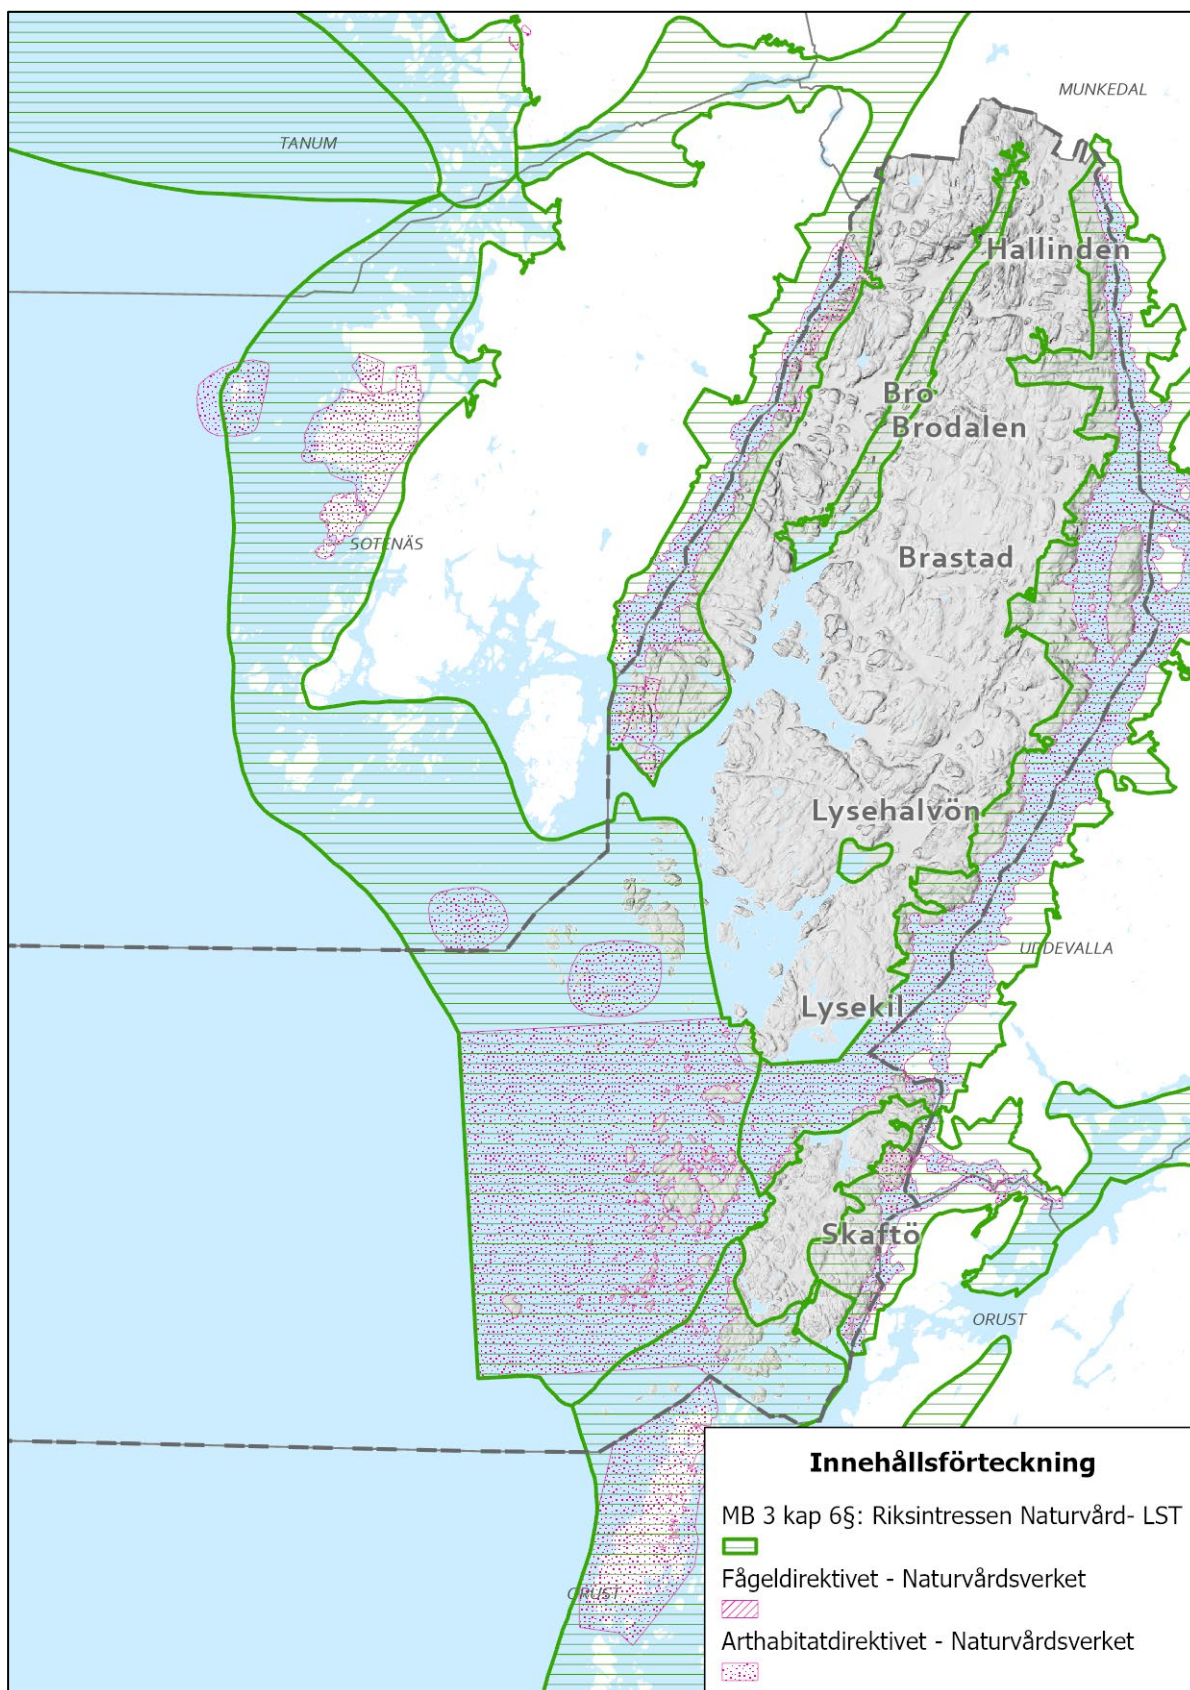 MUNKEDAL
TANUM
Hallinden
Bro
Brodalen
SOTENÄS
Brastad
Lysehalvön
UDDEVALLA
Lysekil
Skaftö
ORUST
ORUST
Innehållsförteckning
MB 3 kap 6§: Riksintressen Naturvård- LST
Fågeldirektivet - Naturvårdsverket
Arthabitatdirektivet - Naturvårdsverket